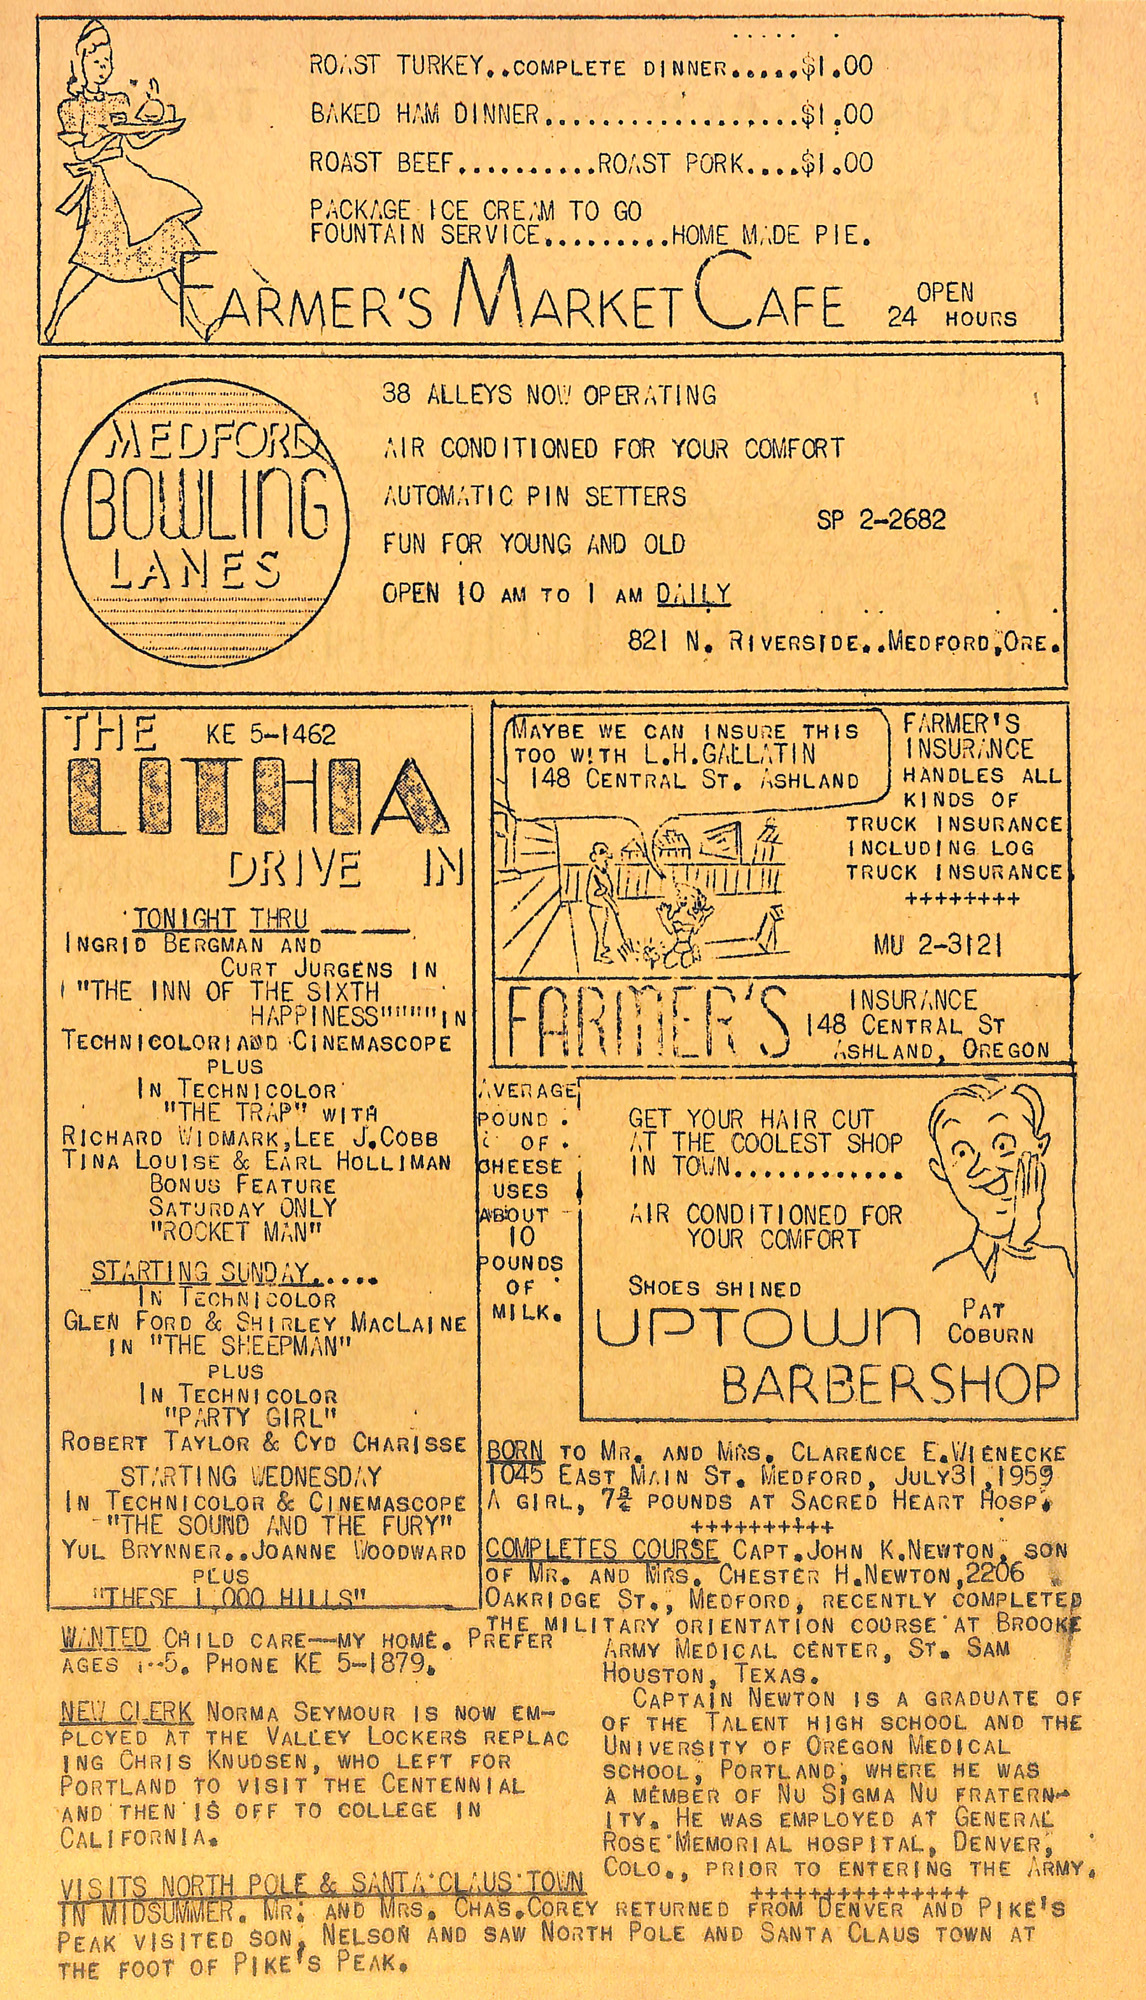 ROAST TURKEY..COMPLETE DINNER.....$1.00
BAKED HAM DINNER..................$1.00
ROAST BEEF..........ROAST PORK....$1.00
PACKAGE ICE CREAM TO GO
FOUNTAIN SERVICE.........HOME MADE PIE.
FARMER'S MARKET CAFE
OPEN
24 HOURS
MEDFORD
BOWLING
LANES
38 ALLEYS NOW OPERATING
AIR CONDITIONED FOR YOUR COMFORT
AUTOMATIC PIN SETTERS
SP 2-2682
FUN FOR YOUNG AND OLD
OPEN 10 AM TO 1 AM DAILY
821 N. RIVERSIDE..MEDFORD,ORE.
THE KE 5-1462
LITHIA
DRIVE IN
TONIGHT THRU __ __
INGRID BERGMAN AND
CURT JURGENS IN
"THE INN OF THE SIXTH
HAPPINESS"""""IN
TECHNICOLOR AND CINEMASCOPE
PLUS
IN TECHNICOLOR
"THE TRAP" WITH
RICHARD WIDMARK,LEE J.COBB
TINA LOUISE & EARL HOLLIMAN
BONUS FEATURE
SATURDAY ONLY
"ROCKET MAN"
STARTING SUNDAY.....
IN TECHNICOLOR
GLEN FORD & SHIRLEY MACLAINE
IN "THE SHEEPMAN"
PLUS
IN TECHNICOLOR
"PARTY GIRL"
ROBERT TAYLOR & CYD CHARISSE
STARTING WEDNESDAY
IN TECHNICOLOR & CINEMASCOPE
"THE SOUND AND THE FURY"
YUL BRYNNER..JOANNE WOODWARD
PLUS
"THESE 1,000 HILLS"
MAYBE WE CAN INSURE THIS
TOO WITH L.H.GALLATIN
148 CENTRAL ST. ASHLAND
FARMER'S
INSURANCE
HANDLES ALL
KINDS OF
TRUCK INSURANCE
INCLUDING LOG
TRUCK INSURANCE
++++++++
MU 2-3121
FARMER'S
INSURANCE
148 CENTRAL ST
ASHLAND, OREGON
AVERAGE
POUND
OF
CHEESE
USES
ABOUT
10
POUNDS
OF
MILK.
GET YOUR HAIR CUT
AT THE COOLEST SHOP
IN TOWN............
AIR CONDITIONED FOR
YOUR COMFORT
SHOES SHINED
UPTOWN
BARBERSHOP
PAT
COBURN
BORN TO MR. AND MRS. CLARENCE E.WIENECKE
1045 EAST MAIN ST. MEDFORD, JULY31,1959
A GIRL, 7¾ POUNDS AT SACRED HEART HOSP.
++++++++++
COMPLETES COURSE CAPT.JOHN K.NEWTON, SON
OF MR. AND MRS. CHESTER H.NEWTON,2206
OAKRIDGE ST., MEDFORD, RECENTLY COMPLETED
THE MILITARY ORIENTATION COURSE AT BROOKE
ARMY MEDICAL CENTER, ST. SAM
HOUSTON, TEXAS.
CAPTAIN NEWTON IS A GRADUATE OF
OF THE TALENT HIGH SCHOOL AND THE
UNIVERSITY OF OREGON MEDICAL
SCHOOL, PORTLAND, WHERE HE WAS
A MEMBER OF NU SIGMA NU FRATERN-
ITY. HE WAS EMPLOYED AT GENERAL
ROSE MEMORIAL HOSPITAL, DENVER,
COLO., PRIOR TO ENTERING THE ARMY.
+++++++++++++++
WANTED CHILD CARE—MY HOME. PREFER
AGES 1--5. PHONE KE 5-1879.
NEW CLERK NORMA SEYMOUR IS NOW EM-
PLOYED AT THE VALLEY LOCKERS REPLAC
ING CHRIS KNUDSEN, WHO LEFT FOR
PORTLAND TO VISIT THE CENTENNIAL
AND THEN IS OFF TO COLLEGE IN
CALIFORNIA.
VISITS NORTH POLE & SANTA CLAUS TOWN
IN MIDSUMMER. MR. AND MRS. CHAS.COREY RETURNED FROM DENVER AND PIKE'S
PEAK VISITED SON, NELSON AND SAW NORTH POLE AND SANTA CLAUS TOWN AT
THE FOOT OF PIKE'S PEAK.